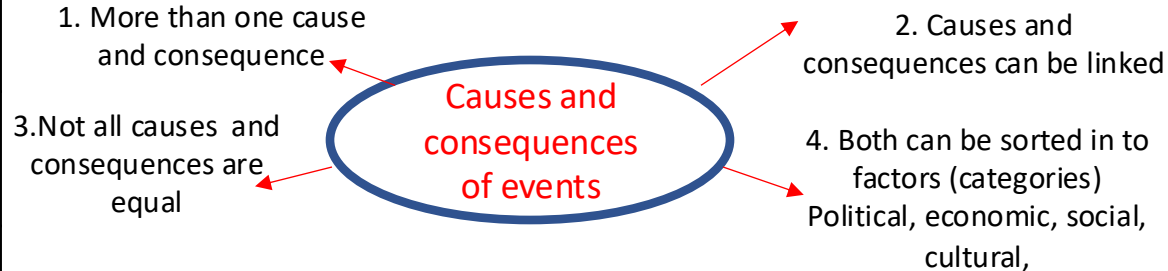 1. More than one cause
and consequence
2. Causes and
consequences can be linked
Causes and
consequences
of events
3.Not all causes and
consequences are
equal
4. Both can be sorted in to
factors (categories)
Political, economic, social,
cultural,